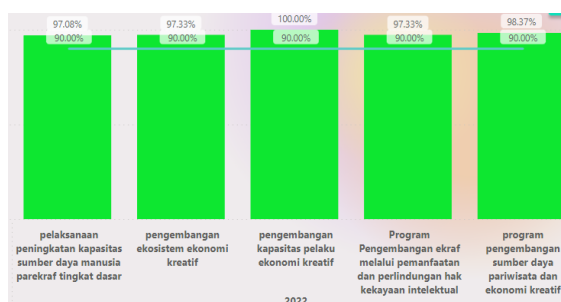 97.08%
97.33%
100.00%
97.33%
98.37%
90.00%
90.00%
90.00%
90.00%
90.00%
pelaksanaan
peningkatan kapasitas
sumber daya manusia
parekraf tingkat dasar
pengembangan
ekosistem ekonomi
kreatif
pengembangan
kapasitas pelaku
ekonomi kreatif
Program
Pengembangan ekraf
melalui pemanfaatan
dan perlindungan hak
kekayaan intelektual
program
pengembangan
sumber daya
pariwisata dan
ekonomi kreatif
2022